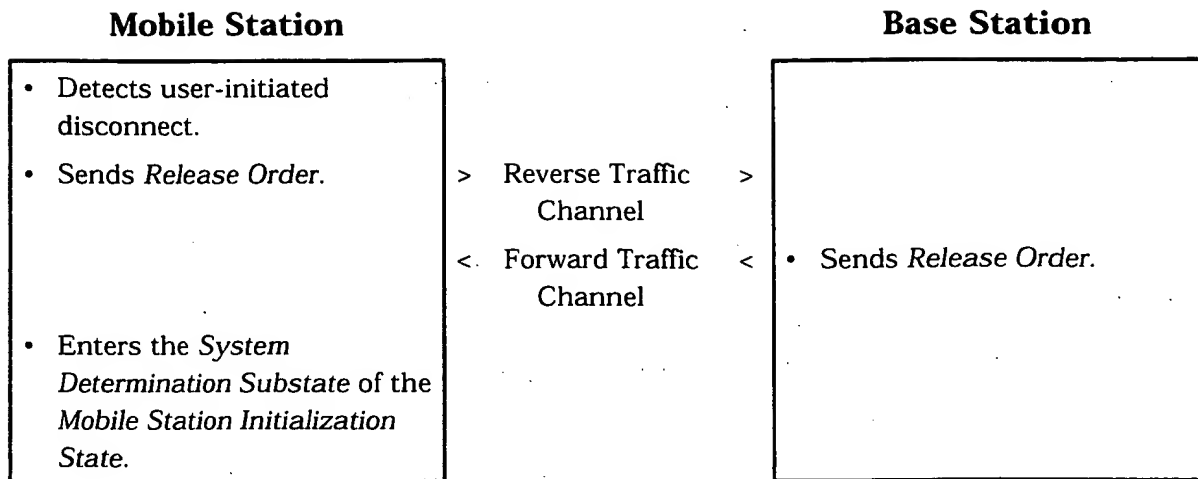 Mobile Station
Base Station
• Detects user-initiated
disconnect.
• Sends Release Order.
> Reverse Traffic >
Channel
< Forward Traffic <
Channel
• Sends Release Order.
• Enters the System
Determination Substate of the
Mobile Station Initialization
State.